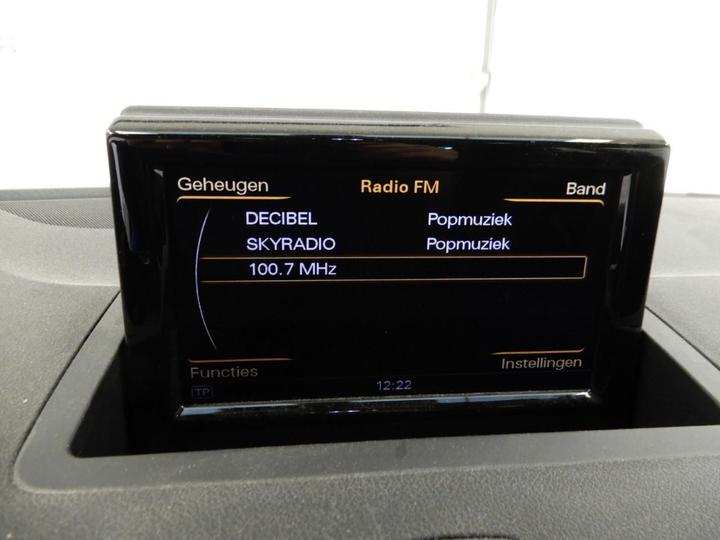 Geheugen Radio FM Band
DECIBEL Popmuziek
SKYRADIO Popmuziek
100.7 MHz
Functies Instellingen
TP 12:22